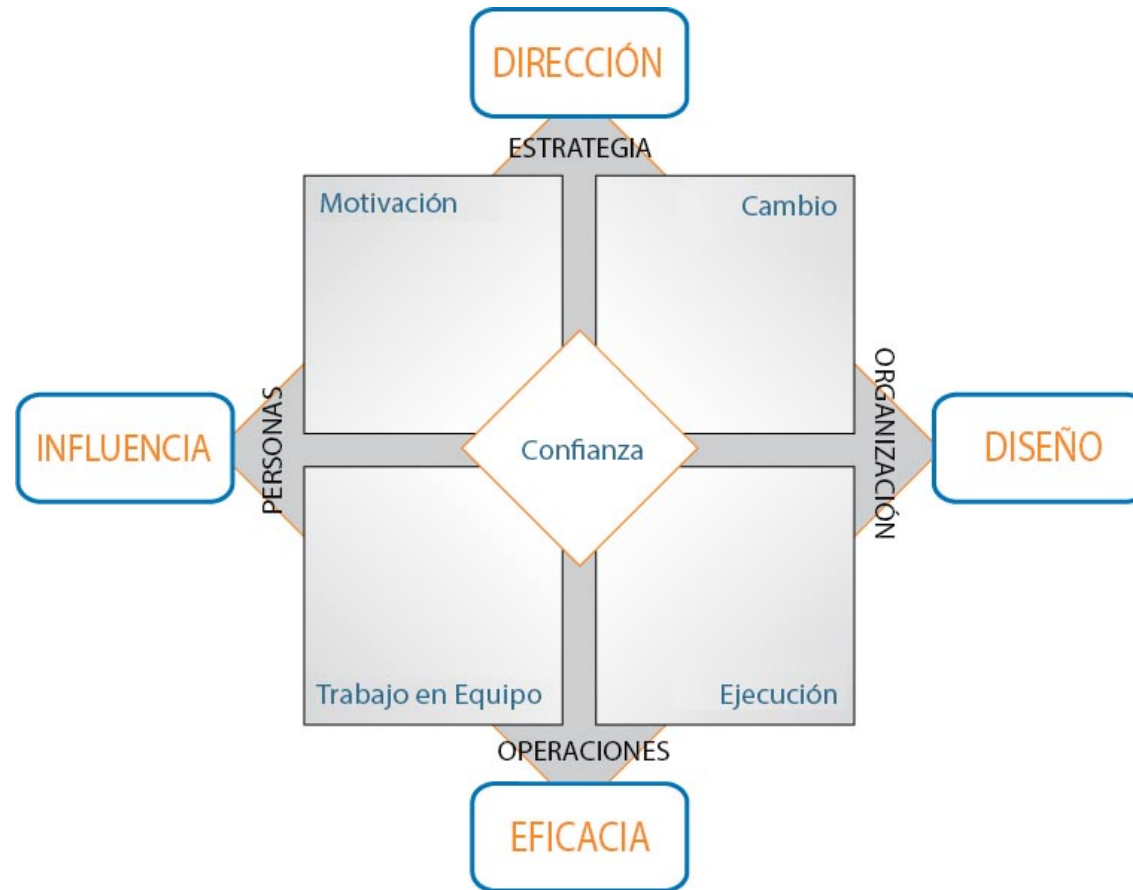 DIRECCIÓN
ESTRATEGIA
Motivación
Cambio
INFLUENCIA
PERSONAS
Confianza
ORGANIZACIÓN
DISEÑO
Trabajo en Equipo
Ejecución
OPERACIONES
EFICACIA